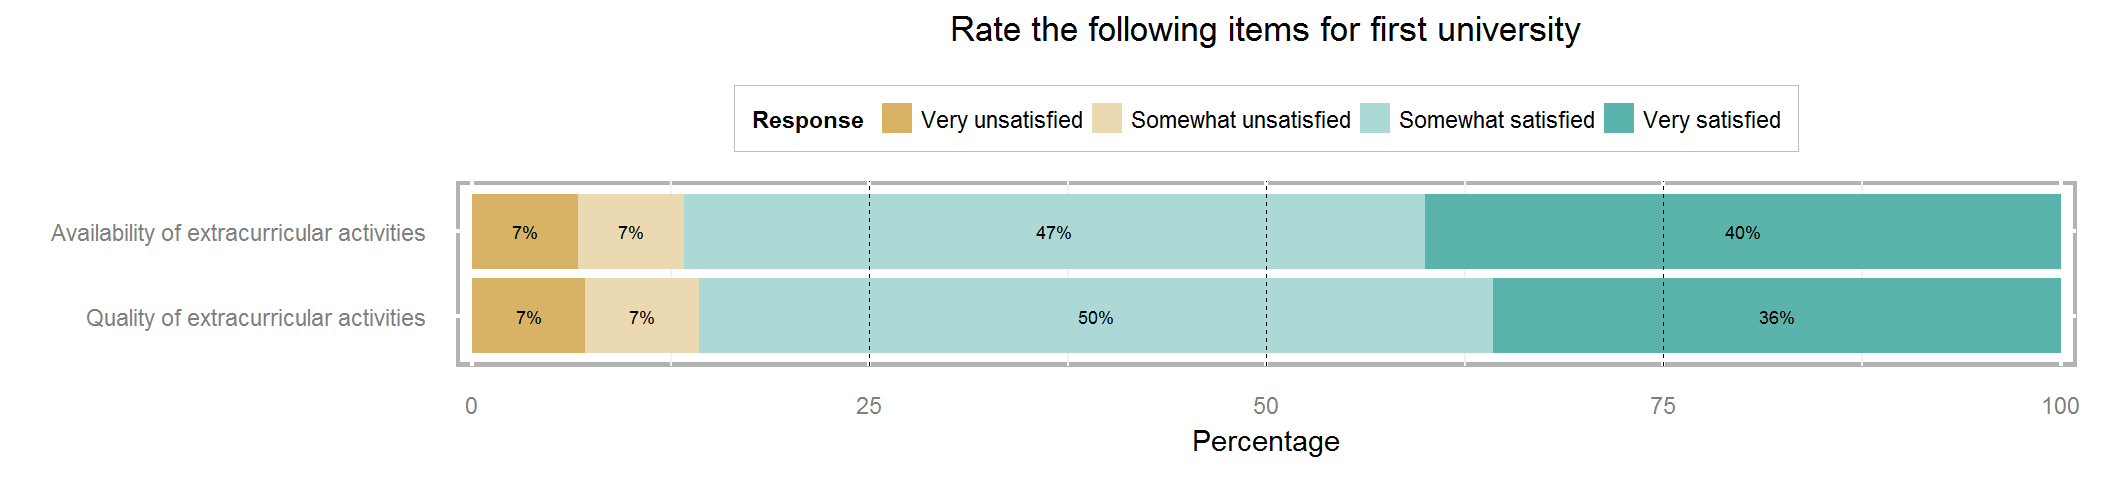 Rate the following items for first university
Response Very unsatisfied Somewhat unsatisfied Somewhat satisfied Very satisfied
Availability of extracurricular activities 7% 7% 47% 40%
Quality of extracurricular activities 7% 7% 50% 36%
0 25 50 75 100
Percentage